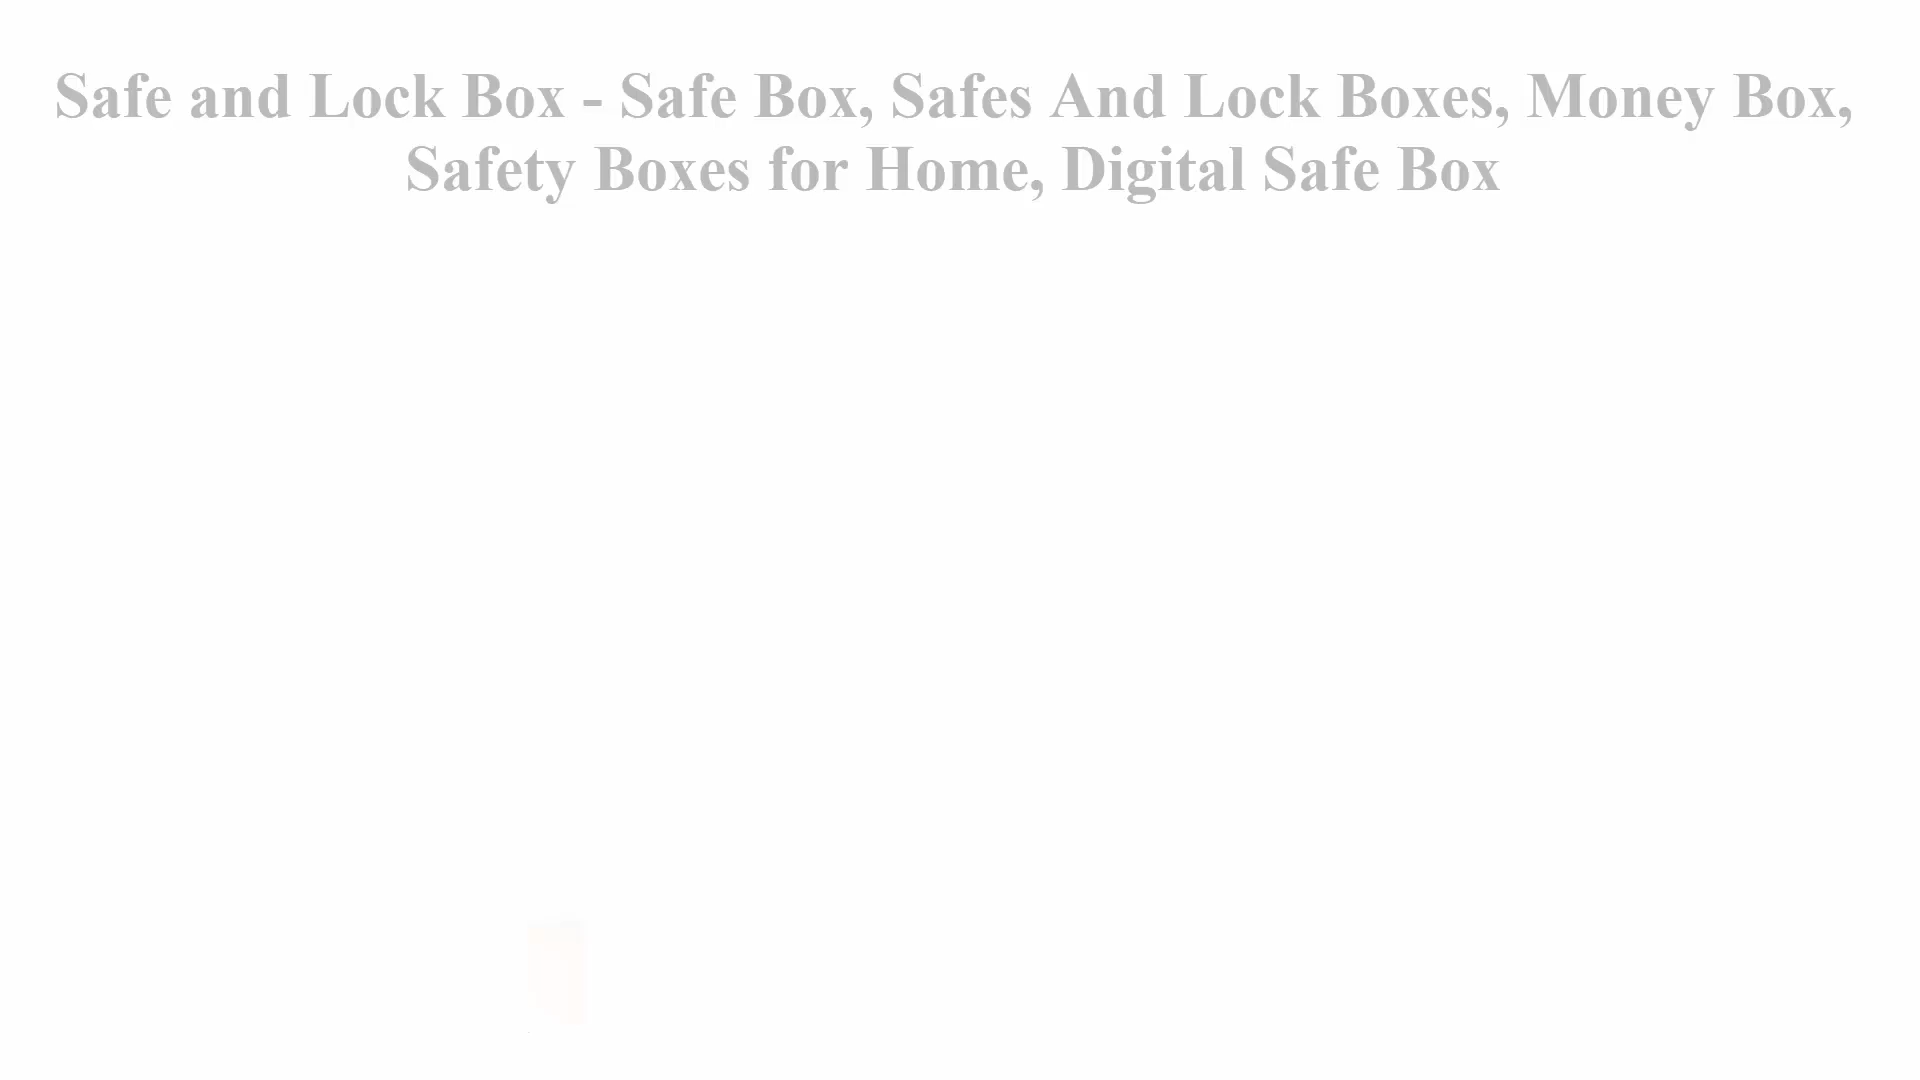 Safe and Lock Box - Safe Box, Safes And Lock Boxes, Money Box,
Safety Boxes for Home, Digital Safe Box